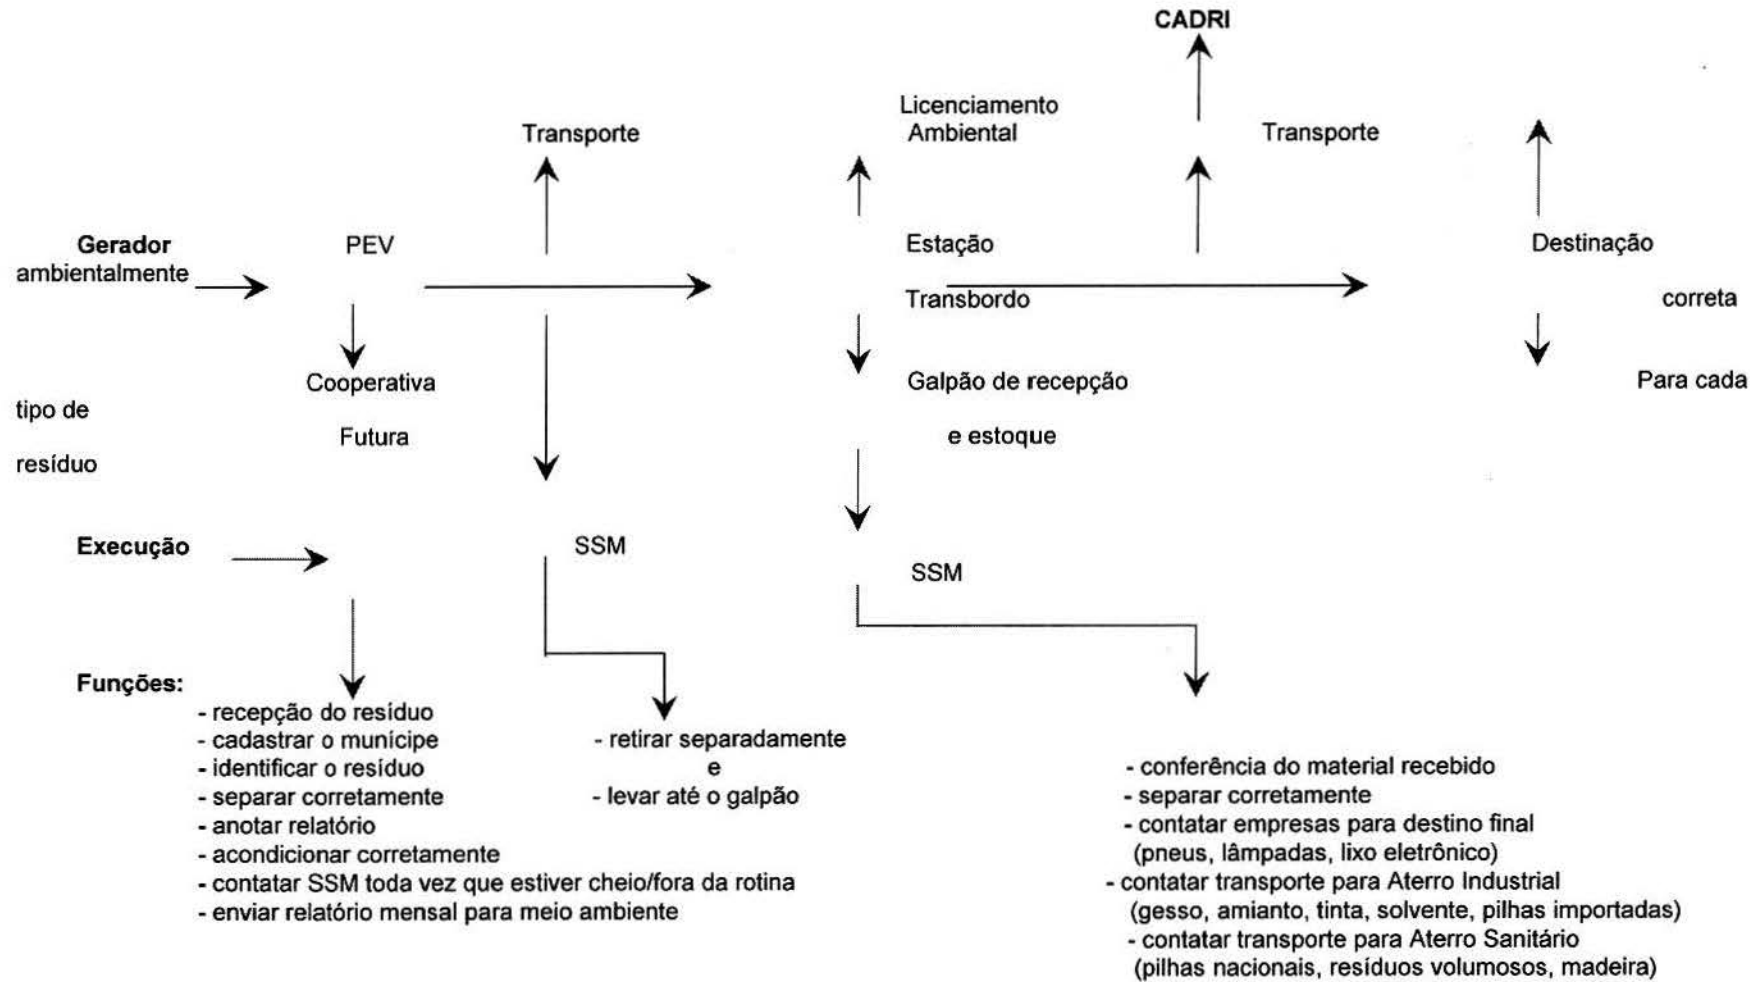 CADRI
Licenciamento
Transporte Ambiental Transporte
Gerador PEV Estação Destinação
ambientalmente
Transbordo correta
Cooperativa Galpão de recepção Para cada
tipo de
Futura e estoque
resíduo
Execução SSM
SSM
Funções:
- recepção do resíduo
- cadastrar o munícipe
- identificar o resíduo
- separar corretamente
- anotar relatório
- acondicionar corretamente
- contatar SSM toda vez que estiver cheio/fora da rotina
- enviar relatório mensal para meio ambiente
- retirar separadamente
e
- levar até o galpão
- conferência do material recebido
- separar corretamente
- contatar empresas para destino final
(pneus, lâmpadas, lixo eletrônico)
- contatar transporte para Aterro Industrial
(gesso, amianto, tinta, solvente, pilhas importadas)
- contatar transporte para Aterro Sanitário
(pilhas nacionais, resíduos volumosos, madeira)